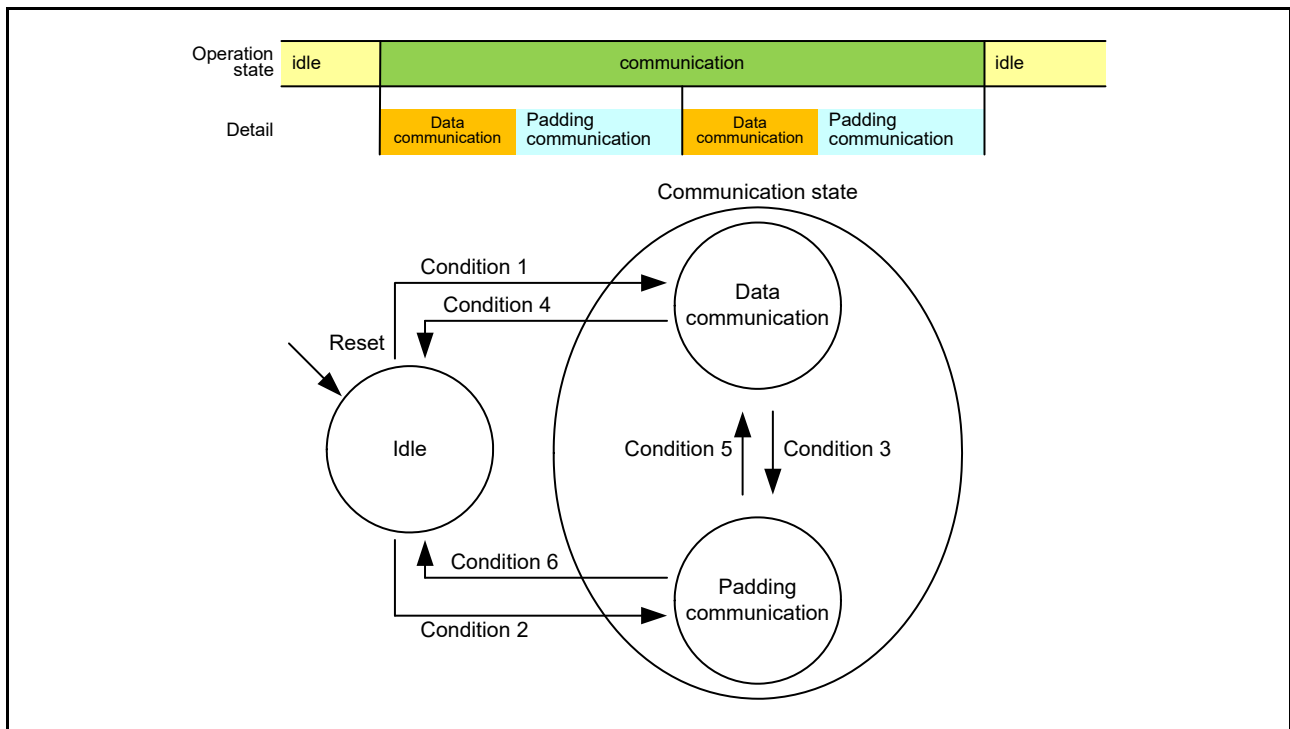 Operation
state
idle
communication
idle
Detail
Data
communication
Padding
communication
Data
communication
Padding
communication
Communication state
Condition 1
Data
communication
Condition 4
Reset
Idle
Condition 5
Condition 3
Condition 6
Padding
communication
Condition 2